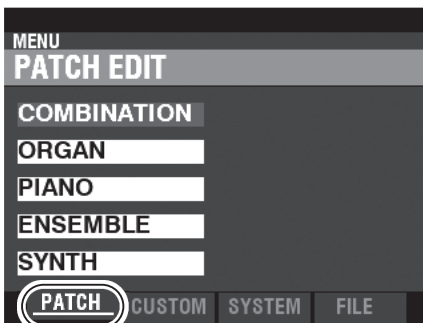 MENU
PATCH EDIT
COMBINATION
ORGAN
PIANO
ENSEMBLE
SYNTH
PATCH CUSTOM SYSTEM FILE